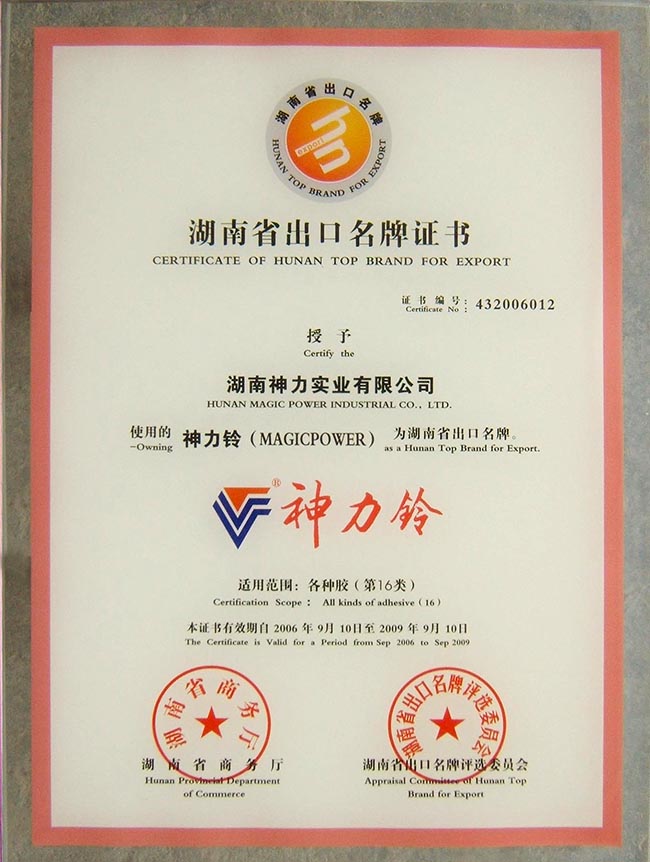 湖南省出口名牌
export
HUNAN TOP BRAND FOR EXPORT
湖南省出口名牌证书
CERTIFICATE OF HUNAN TOP BRAND FOR EXPORT
证书编号: 432006012
Certificate No :
授予
Certify the
湖南神力实业有限公司
HUNAN MAGIC POWER INDUSTRIAL CO., LTD.
使用的 神力铃 (MAGICPOWER) 为湖南省出口名牌。
-Owning as a Hunan Top Brand for Export.
® 神力铃
适用范围: 各种胶 (第16类)
Certification Scope : All kinds of adhesive (16)
本证书有效期自 2006 年 9月 10日至 2009 年 9月 10日
The Certificate is Valid for a Period from Sep 2006 to Sep 2009
湖南省商务厅
湖南省出口名牌评选委员会
湖南省商务厅
Hunan Provincial Department
of Commerce
湖南省出口名牌评选委员会
Appraisal Committee of Hunan Top
Brand for Export